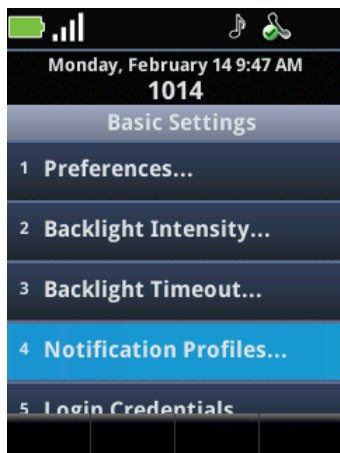 Monday, February 14 9:47 AM
1014
Basic Settings
1 Preferences...
2 Backlight Intensity...
3 Backlight Timeout...
4 Notification Profiles...
5 Login Credentials